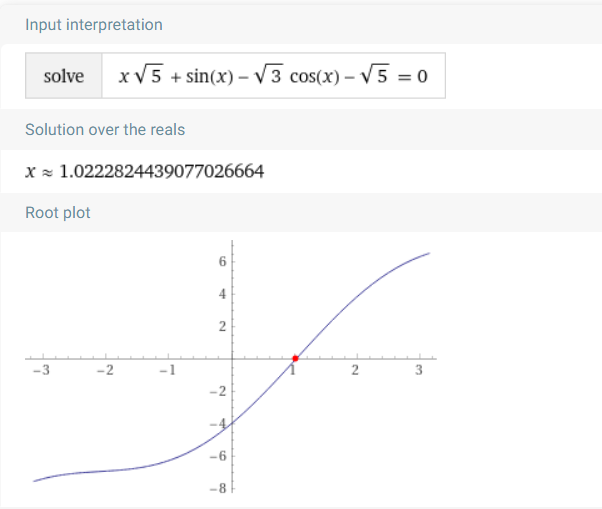 Input interpretation
solve x√5 + sin(x) – √3 cos(x) – √5 = 0
Solution over the reals
x ≈ 1.0222824439077026664
Root plot
6
4
2
-3 -2 -1 1 2 3
-2
-4
-6
-8